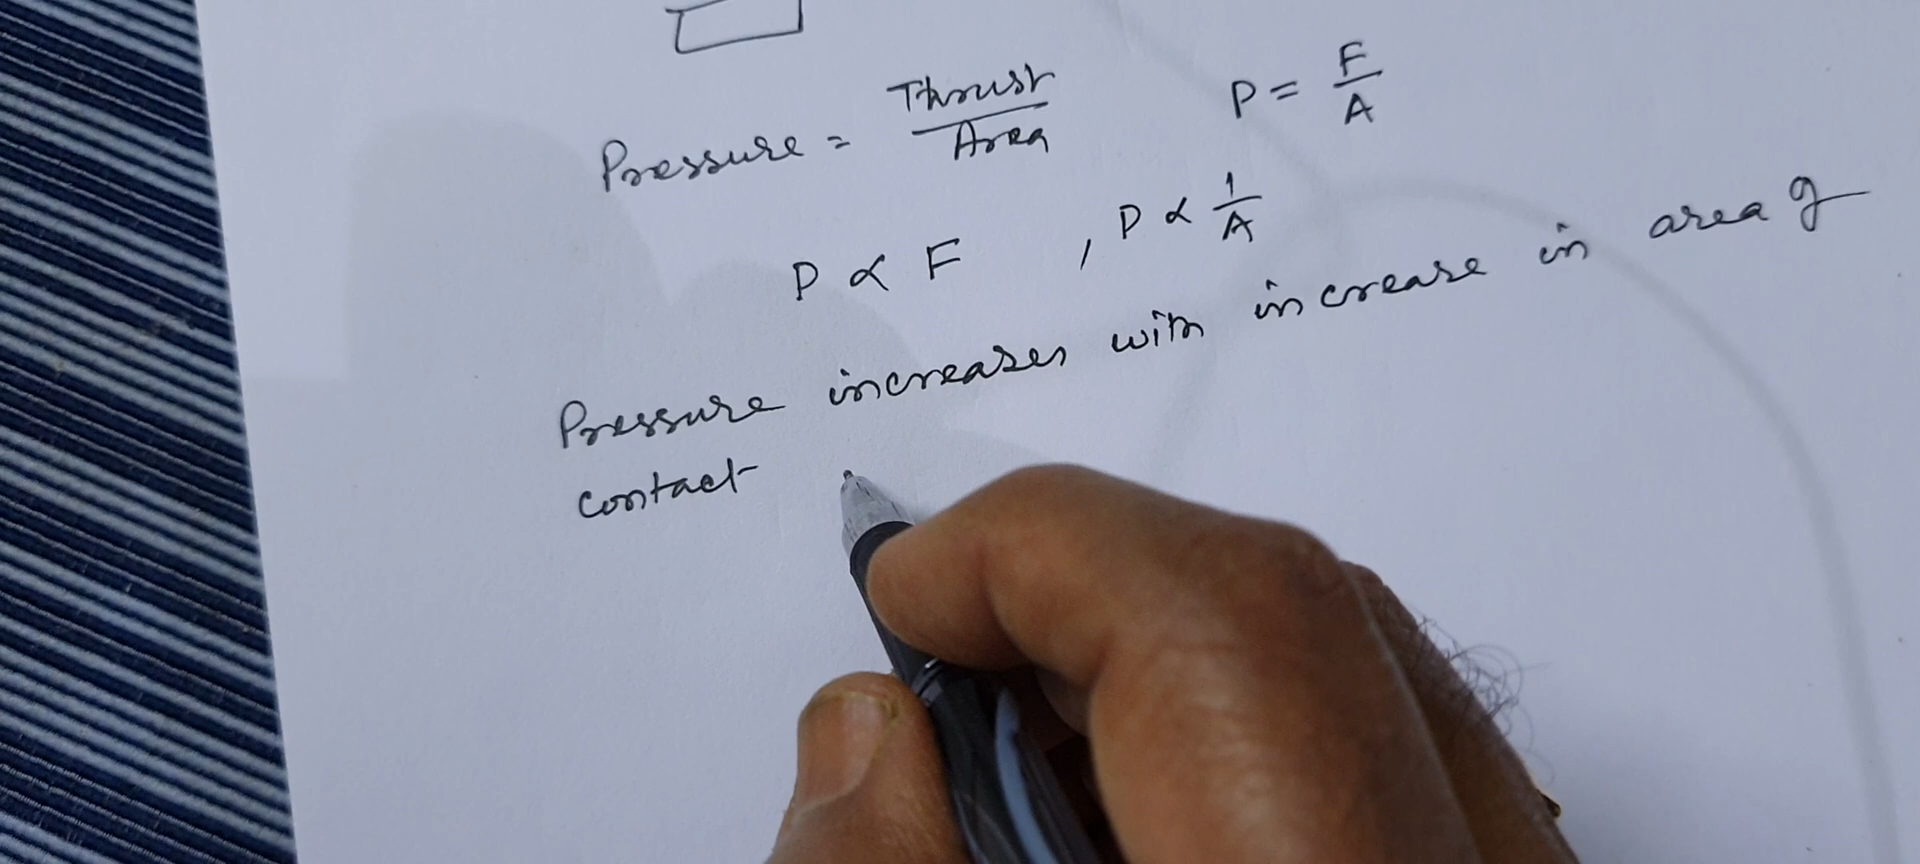 Pressure = Thrust/Area P = F/A
P ∝ F , P ∝ 1/A
Pressure increases with increase in area of
contact